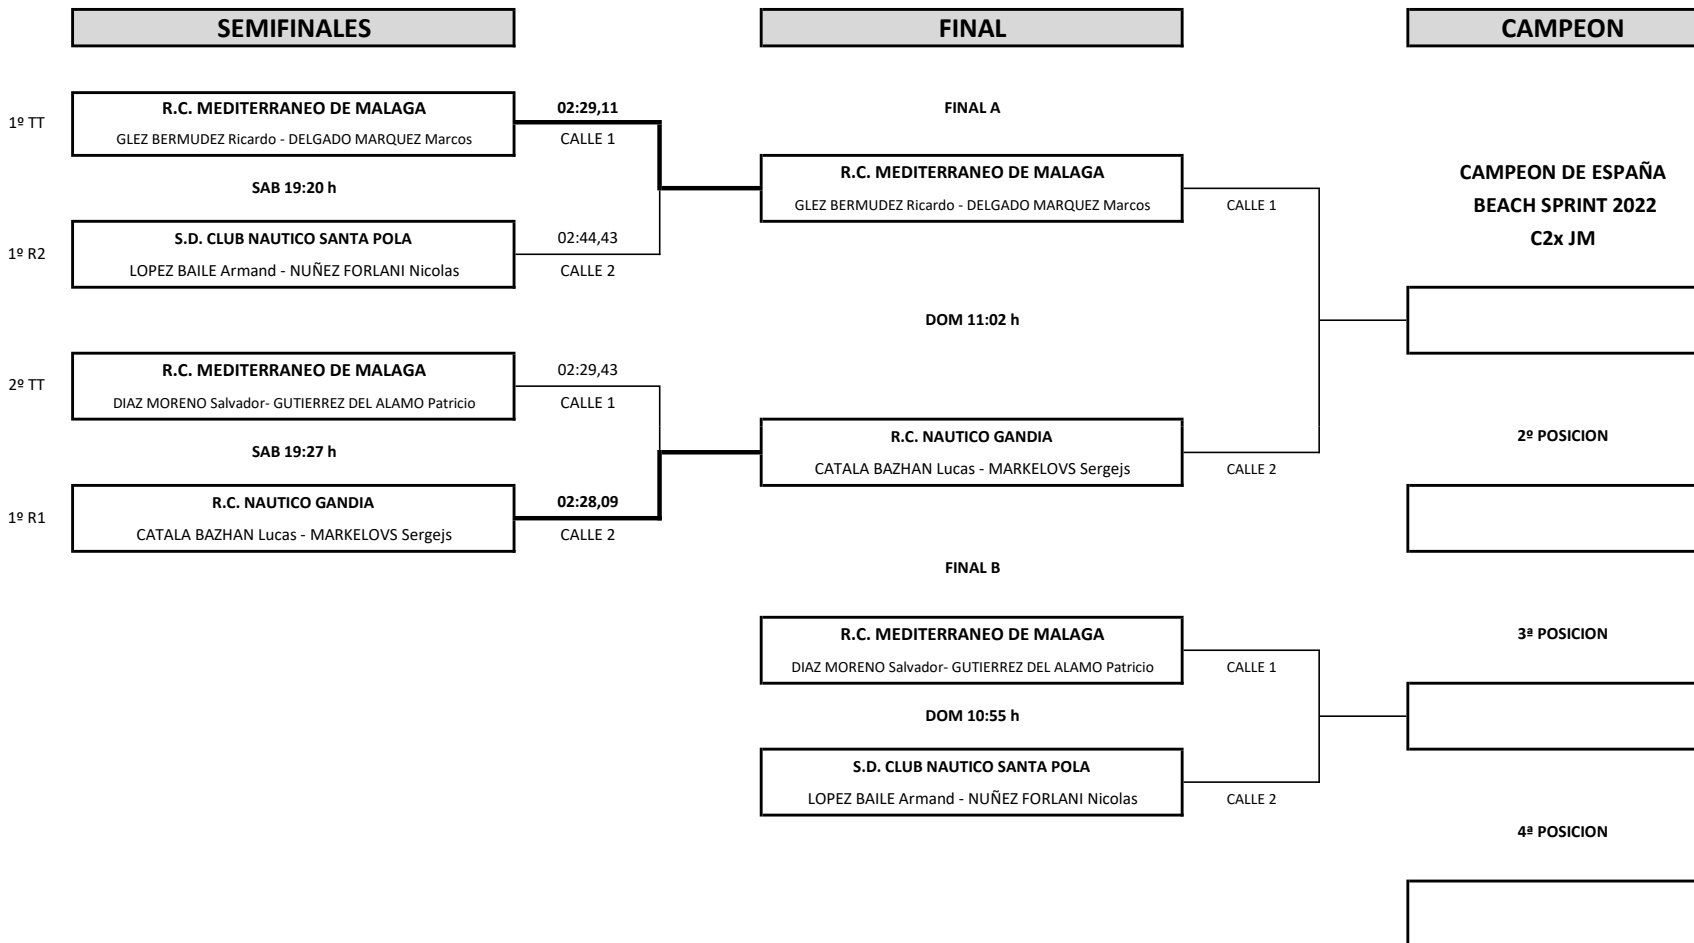 SEMIFINALES
FINAL
CAMPEON
1º TT
R.C. MEDITERRANEO DE MALAGA
GLEZ BERMUDEZ Ricardo - DELGADO MARQUEZ Marcos
02:29,11
CALLE 1
SAB 19:20 h
1º R2
S.D. CLUB NAUTICO SANTA POLA
LOPEZ BAILE Armand - NUÑEZ FORLANI Nicolas
02:44,43
CALLE 2
2º TT
R.C. MEDITERRANEO DE MALAGA
DIAZ MORENO Salvador- GUTIERREZ DEL ALAMO Patricio
02:29,43
CALLE 1
SAB 19:27 h
1º R1
R.C. NAUTICO GANDIA
CATALA BAZHAN Lucas - MARKELOVS Sergejs
02:28,09
CALLE 2
FINAL A
R.C. MEDITERRANEO DE MALAGA
GLEZ BERMUDEZ Ricardo - DELGADO MARQUEZ Marcos
CALLE 1
DOM 11:02 h
R.C. NAUTICO GANDIA
CATALA BAZHAN Lucas - MARKELOVS Sergejs
CALLE 2
FINAL B
R.C. MEDITERRANEO DE MALAGA
DIAZ MORENO Salvador- GUTIERREZ DEL ALAMO Patricio
CALLE 1
DOM 10:55 h
S.D. CLUB NAUTICO SANTA POLA
LOPEZ BAILE Armand - NUÑEZ FORLANI Nicolas
CALLE 2
CAMPEON DE ESPAÑA
BEACH SPRINT 2022
C2x JM
2º POSICION
3ª POSICION
4ª POSICION